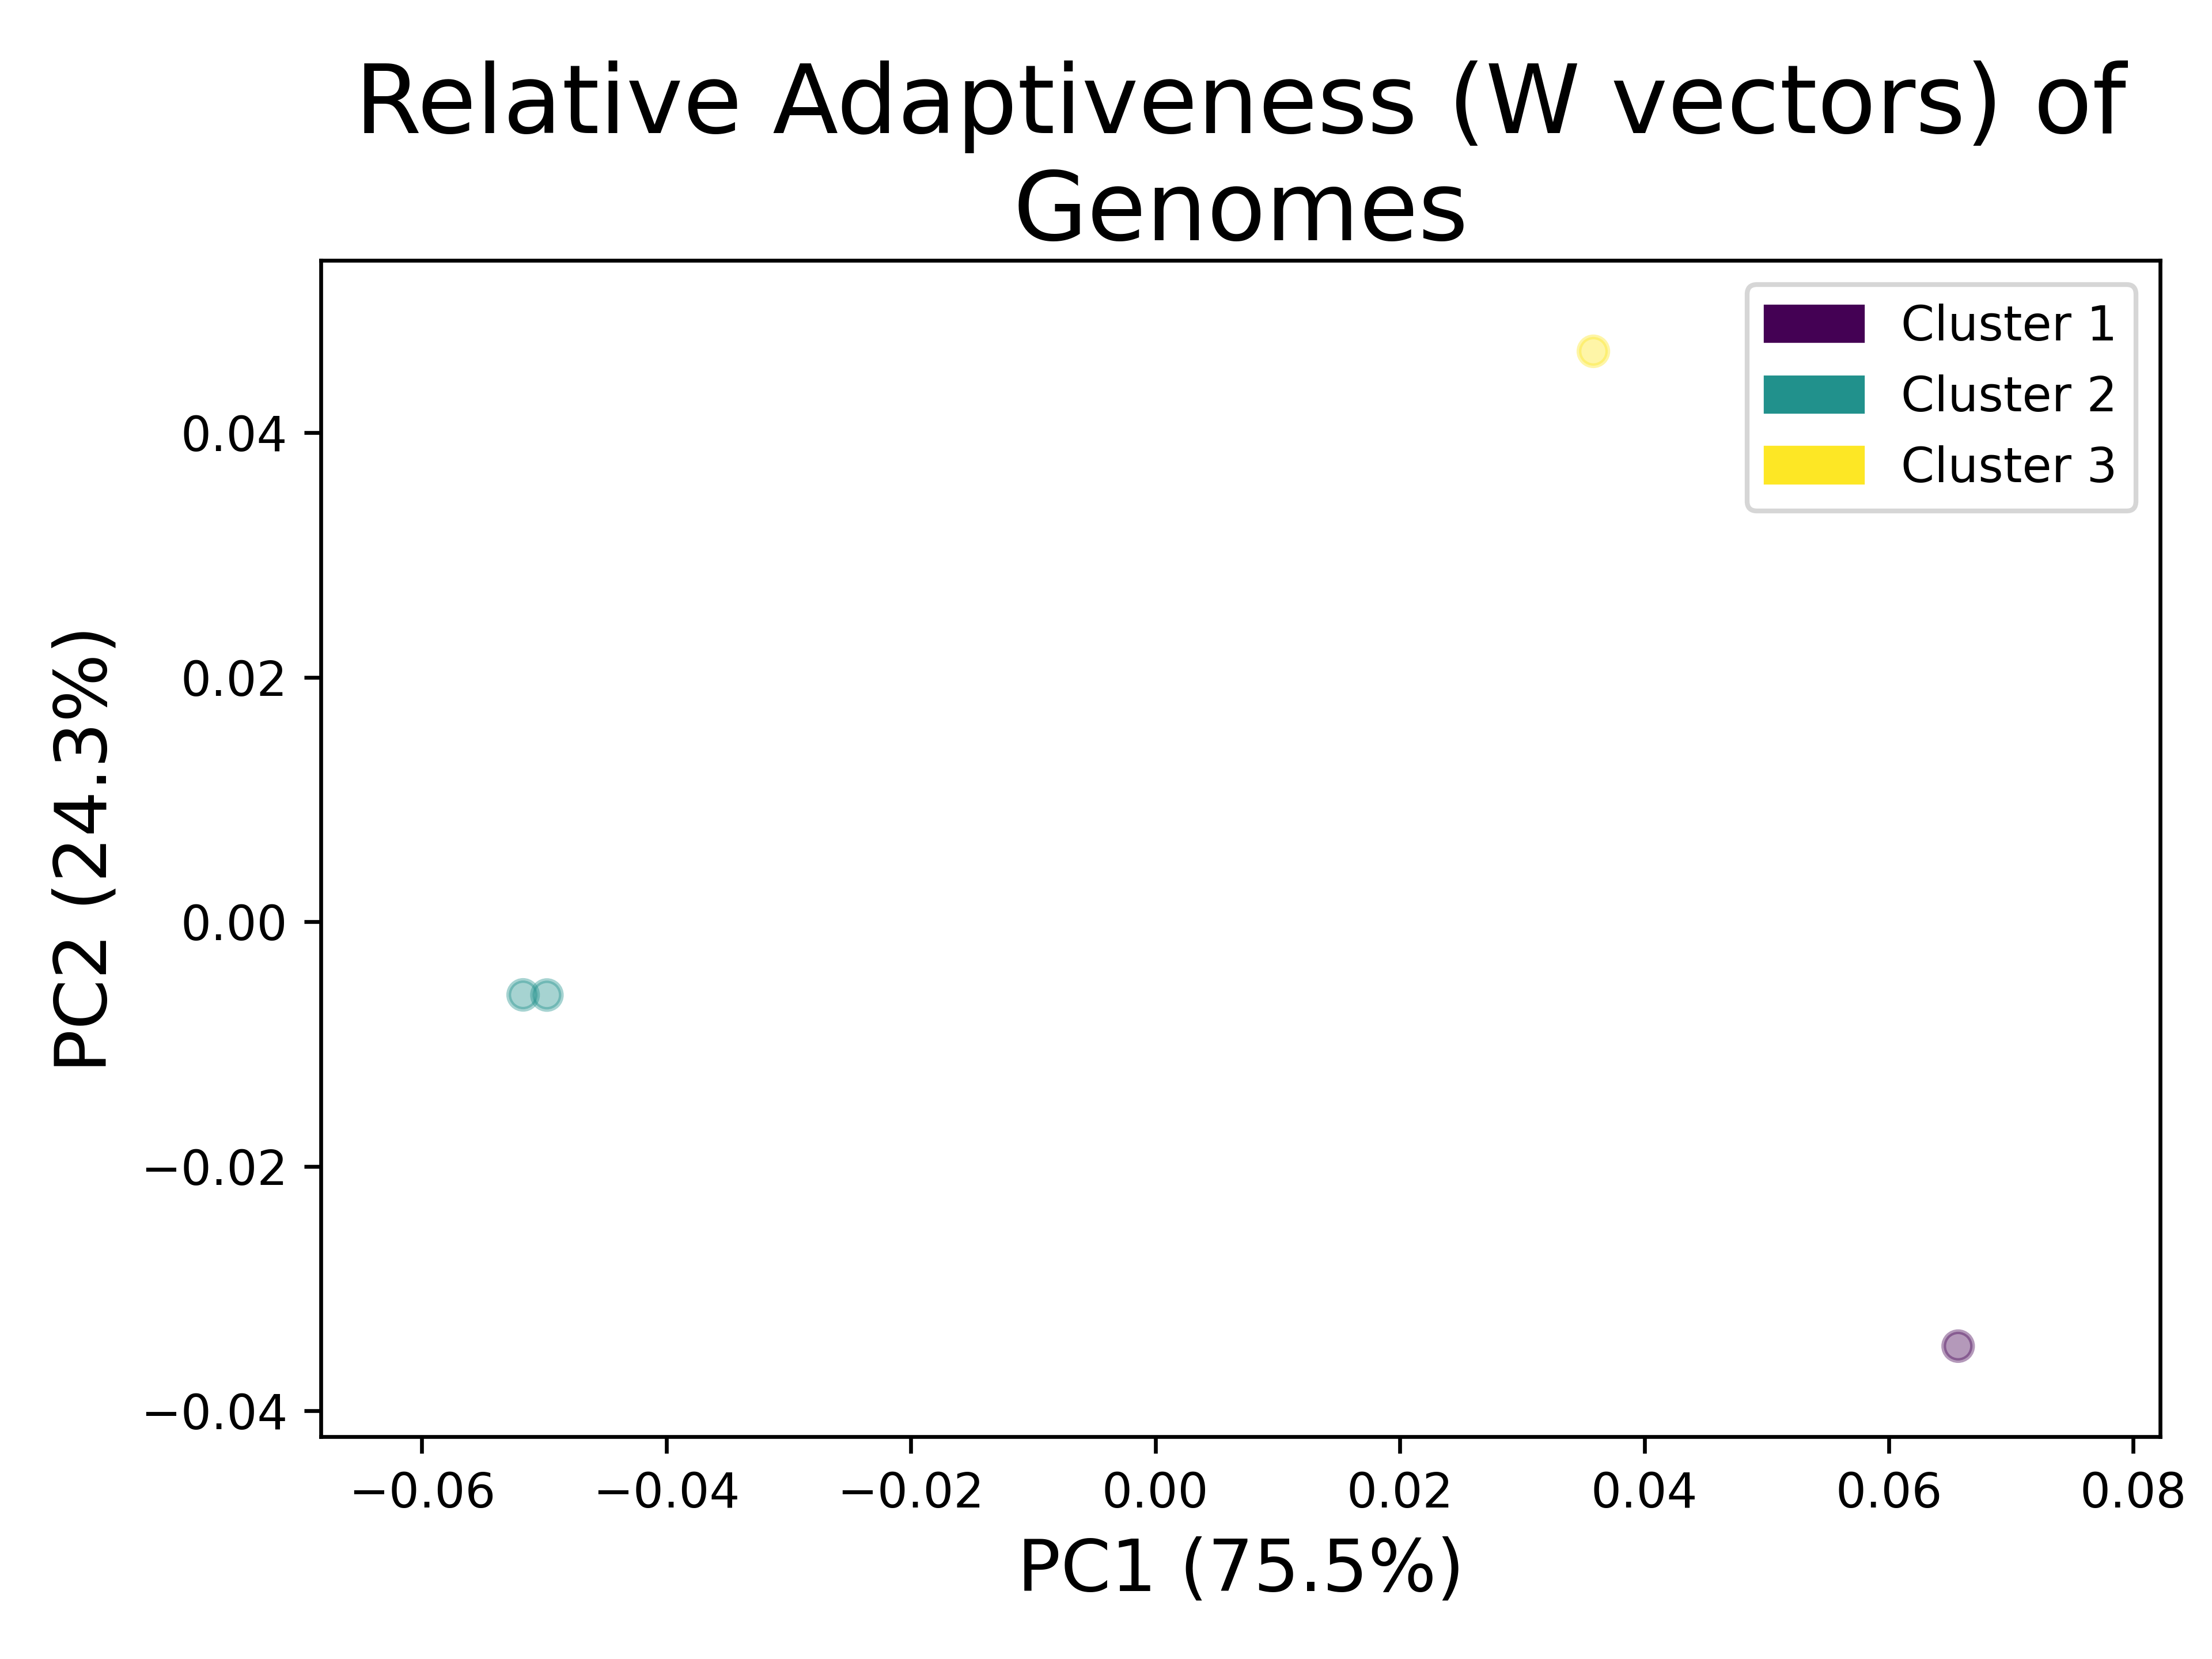 Relative Adaptiveness (W vectors) of
Genomes
Cluster 1
Cluster 2
Cluster 3
PC2 (24.3%)
0.04
0.02
0.00
−0.02
−0.04
−0.06 −0.04 −0.02 0.00 0.02 0.04 0.06 0.08
PC1 (75.5%)